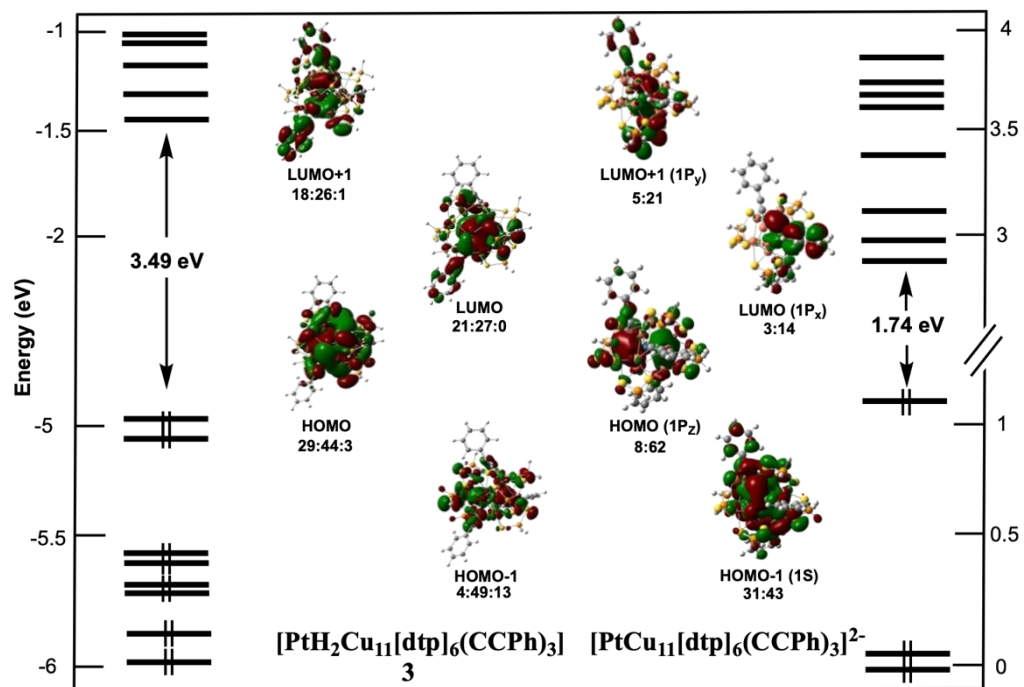 -1
-1.5
-2
-5
-5.5
-6
Energy (eV)
3.49 eV
LUMO+1
18:26:1
LUMO
21:27:0
HOMO
29:44:3
HOMO-1
4:49:13
[PtH₂Cu₁₁[dtp]₆(CCPh)₃]
3
LUMO+1 (1Pᵧ)
5:21
LUMO (1Pₓ)
3:14
HOMO (1P_Z)
8:62
HOMO-1 (1S)
31:43
[PtCu₁₁[dtp]₆(CCPh)₃]²⁻
1.74 eV
4
3.5
3
1
0.5
0